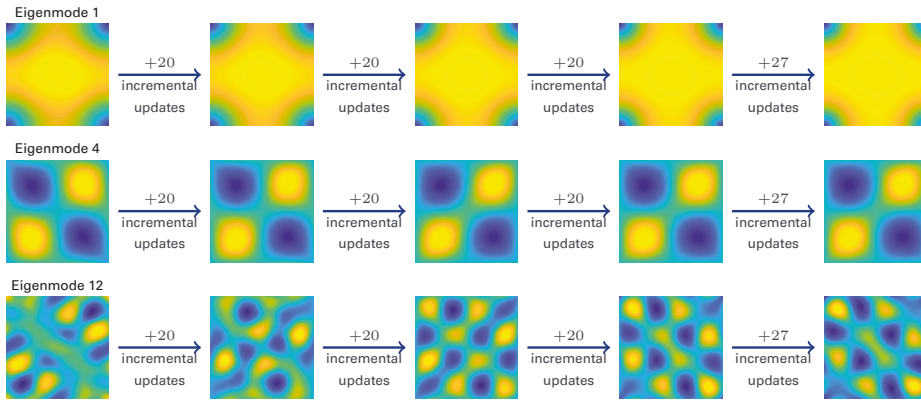 Eigenmode 1
+20
incremental
updates
+20
incremental
updates
+20
incremental
updates
+27
incremental
updates
Eigenmode 4
+20
incremental
updates
+20
incremental
updates
+20
incremental
updates
+27
incremental
updates
Eigenmode 12
+20
incremental
updates
+20
incremental
updates
+20
incremental
updates
+27
incremental
updates